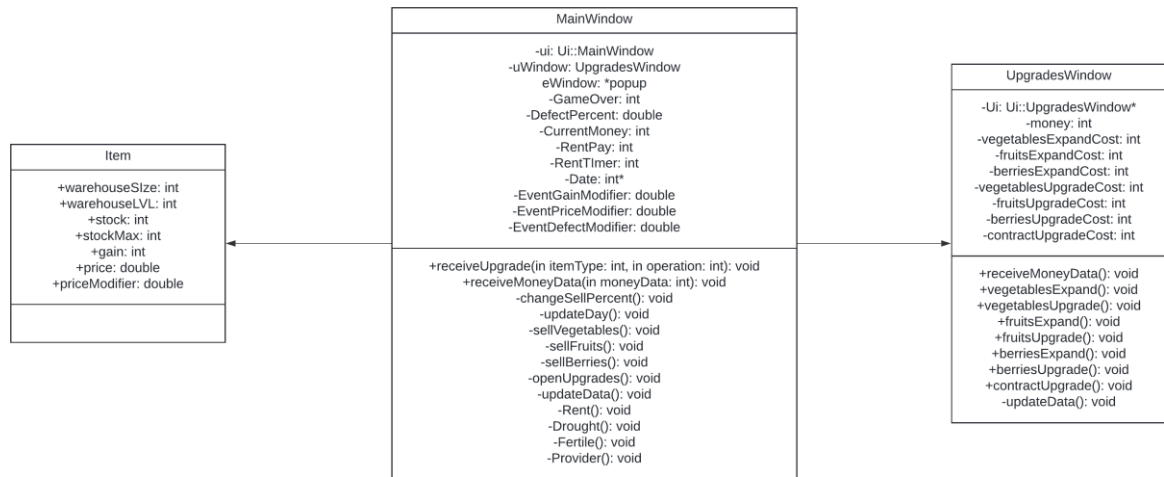 Item
+warehouseSIze: int
+warehouseLVL: int
+stock: int
+stockMax: int
+gain: int
+price: double
+priceModifier: double
MainWindow
-ui: Ui::MainWindow
-uWindow: UpgradesWindow
eWindow: *popup
-GameOver: int
-DefectPercent: double
-CurrentMoney: int
-RentPay: int
-RentTImer: int
-Date: int*
-EventGainModifier: double
-EventPriceModifier: double
-EventDefectModifier: double
+receiveUpgrade(in itemType: int, in operation: int): void
+receiveMoneyData(in moneyData: int): void
-changeSellPercent(): void
-updateDay(): void
-sellVegetables(): void
-sellFruits(): void
-sellBerries(): void
-openUpgrades(): void
-updateData(): void
-Rent(): void
-Drought(): void
-Fertile(): void
-Provider(): void
UpgradesWindow
-Ui: Ui::UpgradesWindow*
-money: int
-vegetablesExpandCost: int
-fruitsExpandCost: int
-berriesExpandCost: int
-vegetablesUpgradeCost: int
-fruitsUpgradeCost: int
-berriesUpgradeCost: int
-contractUpgradeCost: int
+receiveMoneyData(): void
+vegetablesExpand(): void
+vegetablesUpgrade(): void
+fruitsExpand(): void
+fruitsUpgrade(): void
+berriesExpand(): void
+berriesUpgrade(): void
+contractUpgrade(): void
-updateData(): void